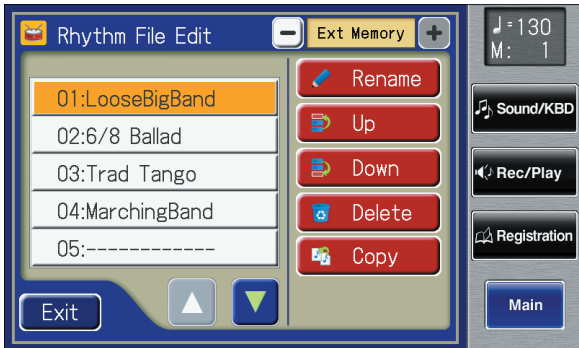 Rhythm File Edit
− Ext Memory +
01:LooseBigBand
02:6/8 Ballad
03:Trad Tango
04:MarchingBand
05:------------
Rename
Up
Down
Delete
Copy
Exit
♩=130
M: 1
Sound/KBD
Rec/Play
Registration
Main